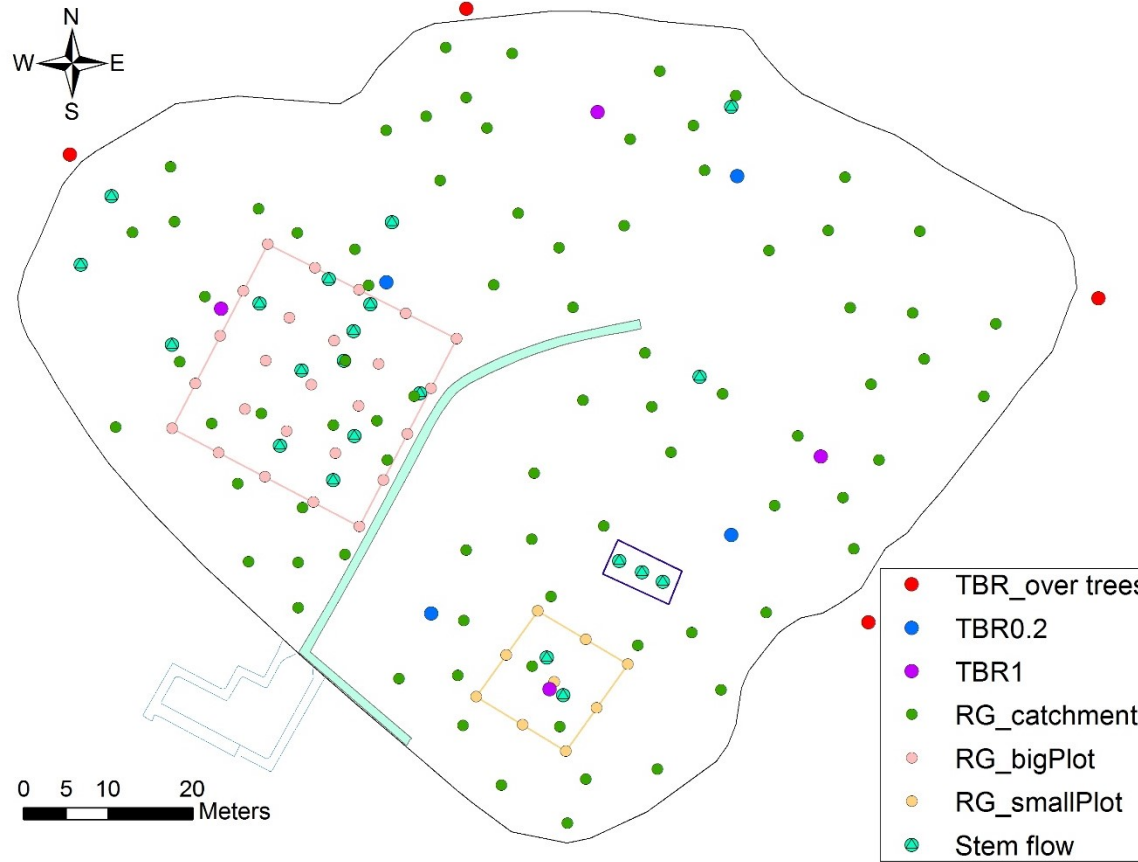 N
W E
S
TBR_over trees
TBR0.2
TBR1
RG_catchment
RG_bigPlot
RG_smallPlot
Stem flow
0 5 10 20
Meters